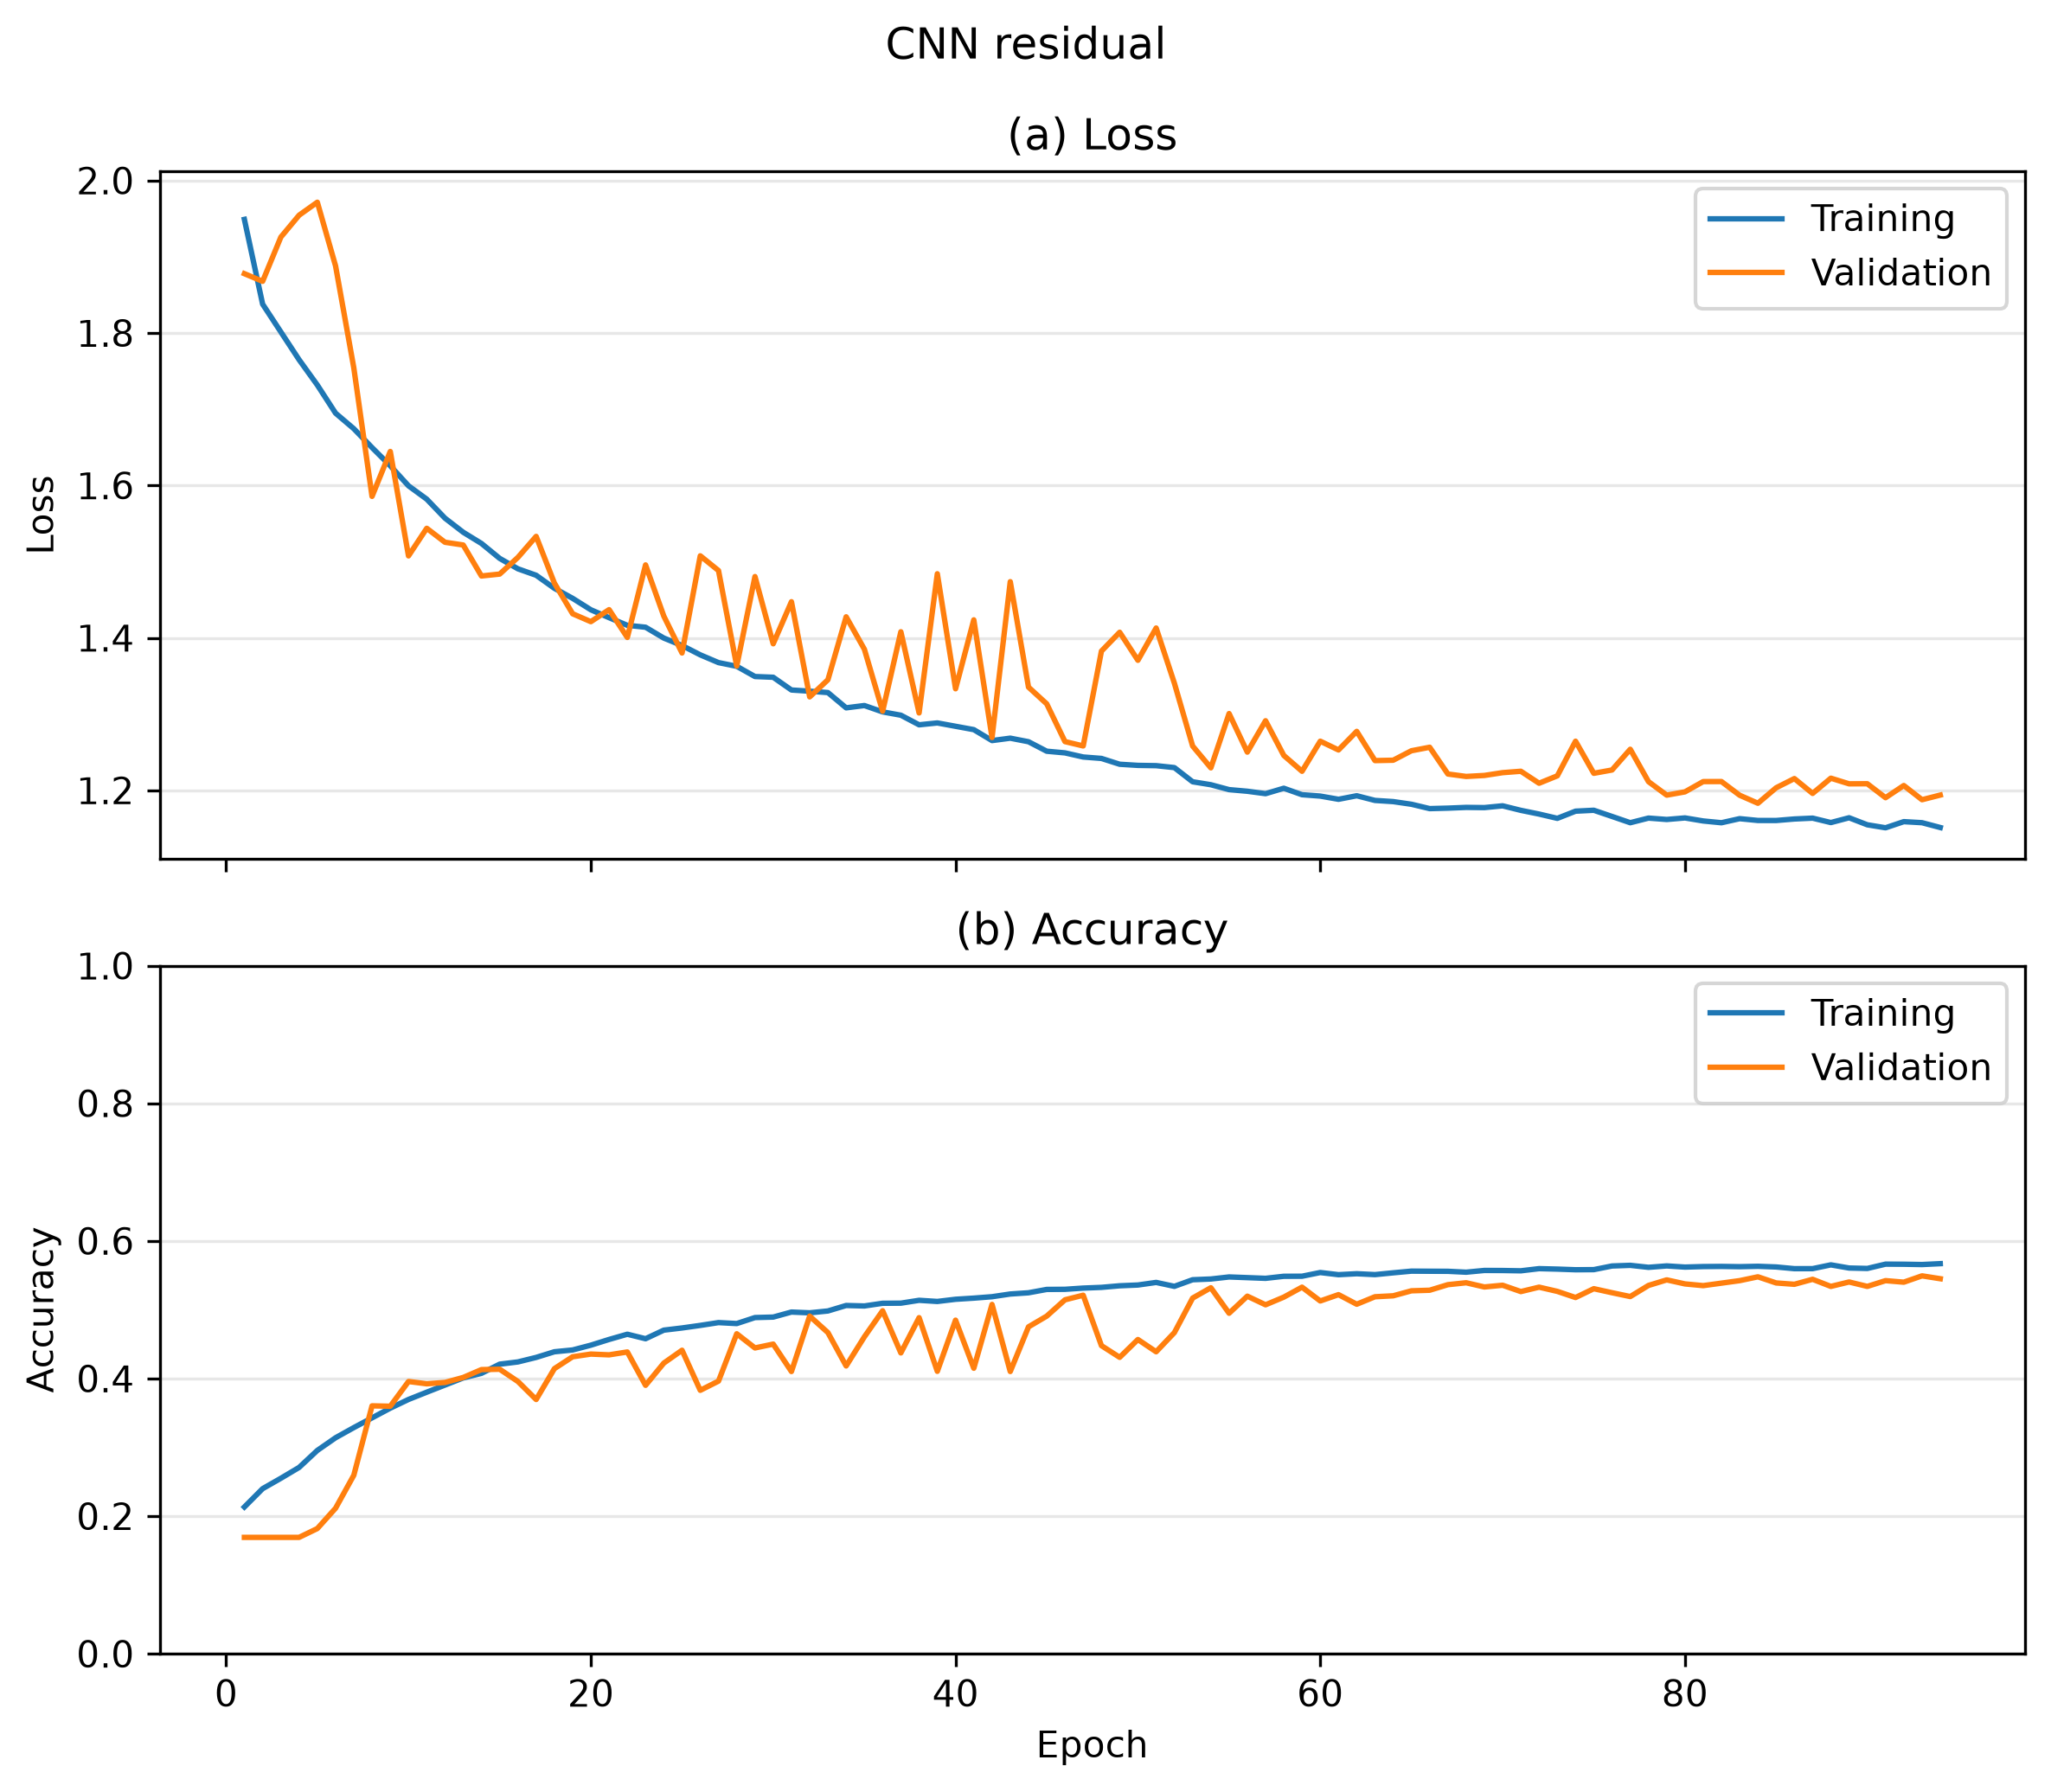 CNN residual
(a) Loss
2.0
1.8
1.6
1.4
1.2
Loss
Training
Validation
(b) Accuracy
1.0
0.8
0.6
0.4
0.2
0.0
Accuracy
Training
Validation
0 20 40 60 80
Epoch